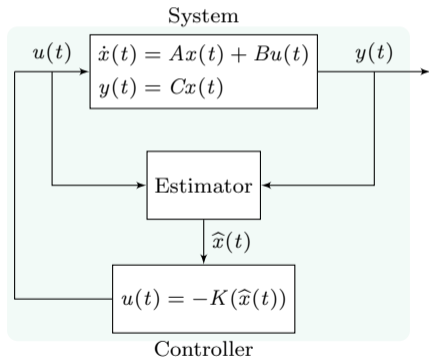 System
u(t)
ẋ(t) = Ax(t) + Bu(t)
y(t) = Cx(t)
y(t)
Estimator
x̂(t)
u(t) = −K(x̂(t))
Controller